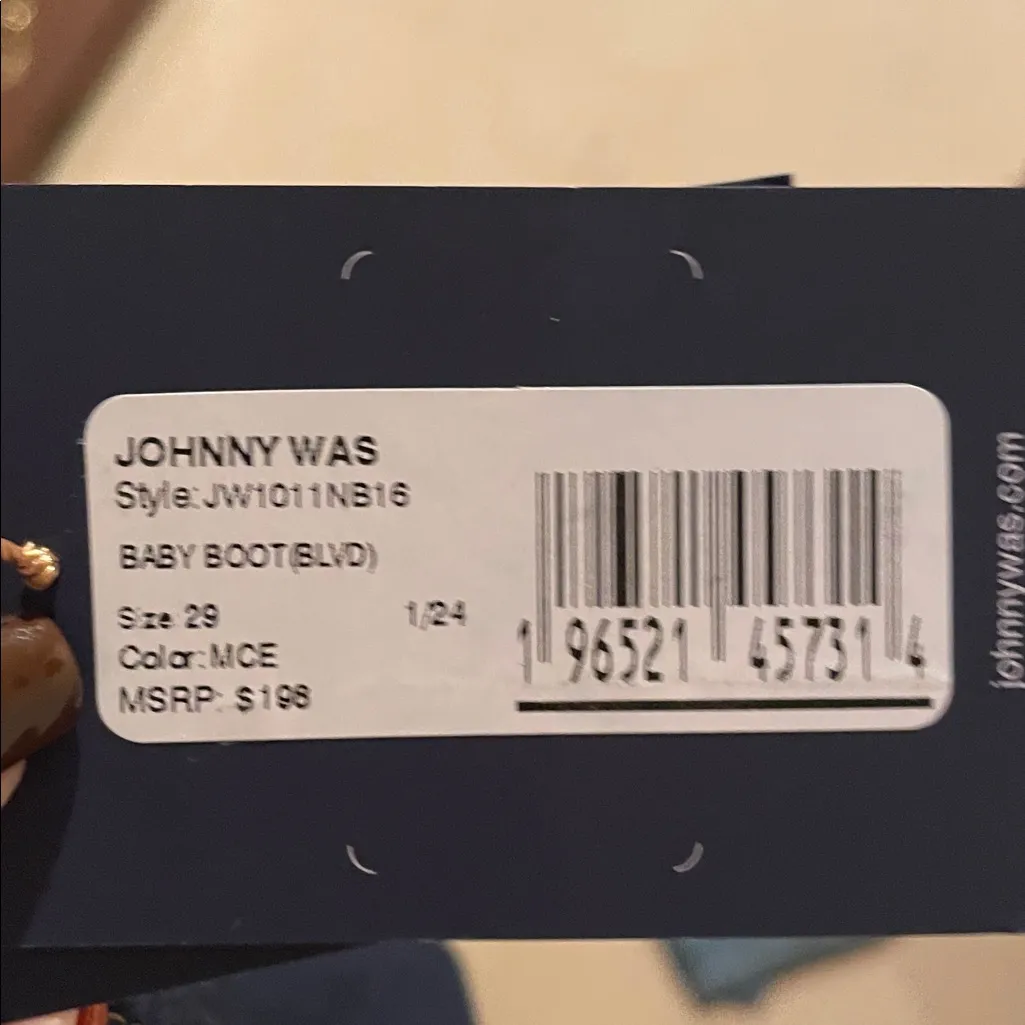 JOHNNY WAS
Style:JW1011NB16
BABY BOOT(BLVD)
Size: 29 1/24
Color:MCE
MSRP: $198
1 96521 45731 4
johnnywas.com